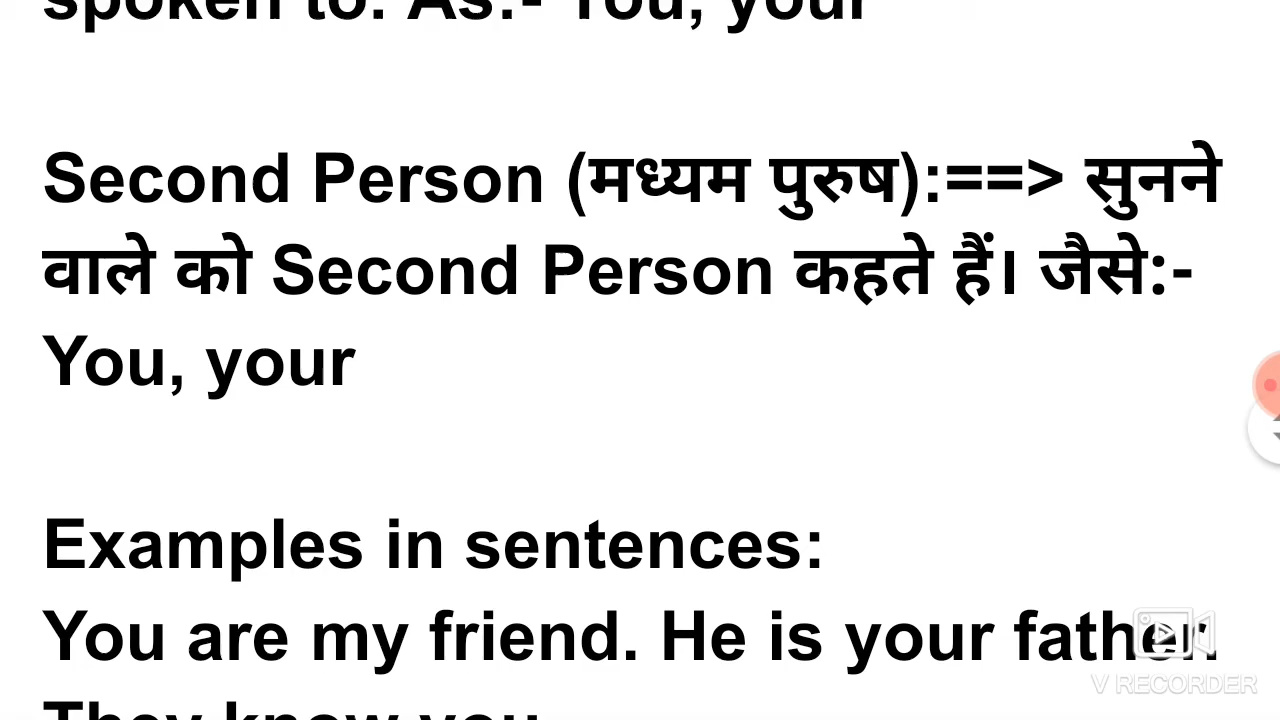 spoken to. As:- You, your
Second Person (मध्यम पुरुष):==> सुनने
वाले को Second Person कहते हैं। जैसे:-
You, your
Examples in sentences:
You are my friend. He is your father.
They know you
V RECORDER